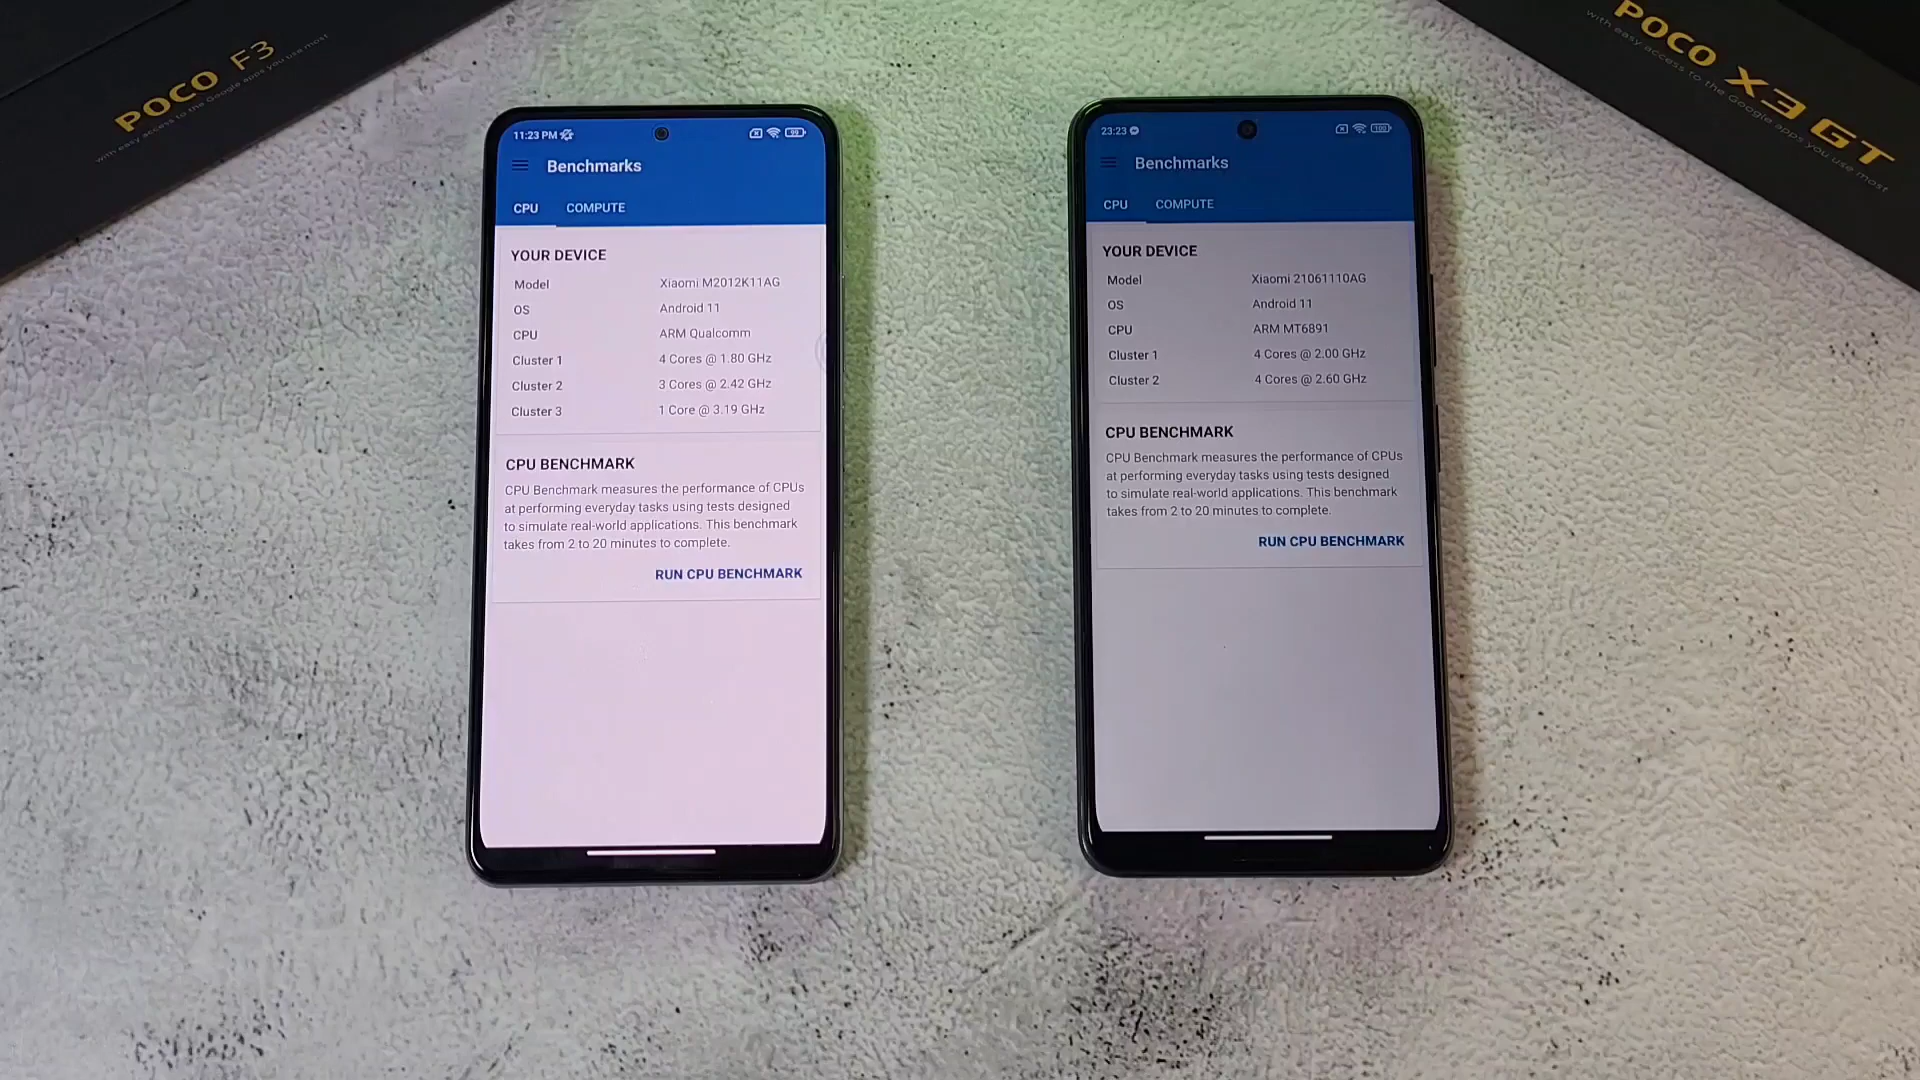 POCO F3
with easy access to the Google apps you use most
POCO X3 GT
with easy access to the Google apps you use most
11:23 PM
99
Benchmarks
CPU COMPUTE
YOUR DEVICE
Model Xiaomi M2012K11AG
OS Android 11
CPU ARM Qualcomm
Cluster 1 4 Cores @ 1.80 GHz
Cluster 2 3 Cores @ 2.42 GHz
Cluster 3 1 Core @ 3.19 GHz
CPU BENCHMARK
CPU Benchmark measures the performance of CPUs
at performing everyday tasks using tests designed
to simulate real-world applications. This benchmark
takes from 2 to 20 minutes to complete.
RUN CPU BENCHMARK
23:23
100
Benchmarks
CPU COMPUTE
YOUR DEVICE
Model Xiaomi 21061110AG
OS Android 11
CPU ARM MT6891
Cluster 1 4 Cores @ 2.00 GHz
Cluster 2 4 Cores @ 2.60 GHz
CPU BENCHMARK
CPU Benchmark measures the performance of CPUs
at performing everyday tasks using tests designed
to simulate real-world applications. This benchmark
takes from 2 to 20 minutes to complete.
RUN CPU BENCHMARK